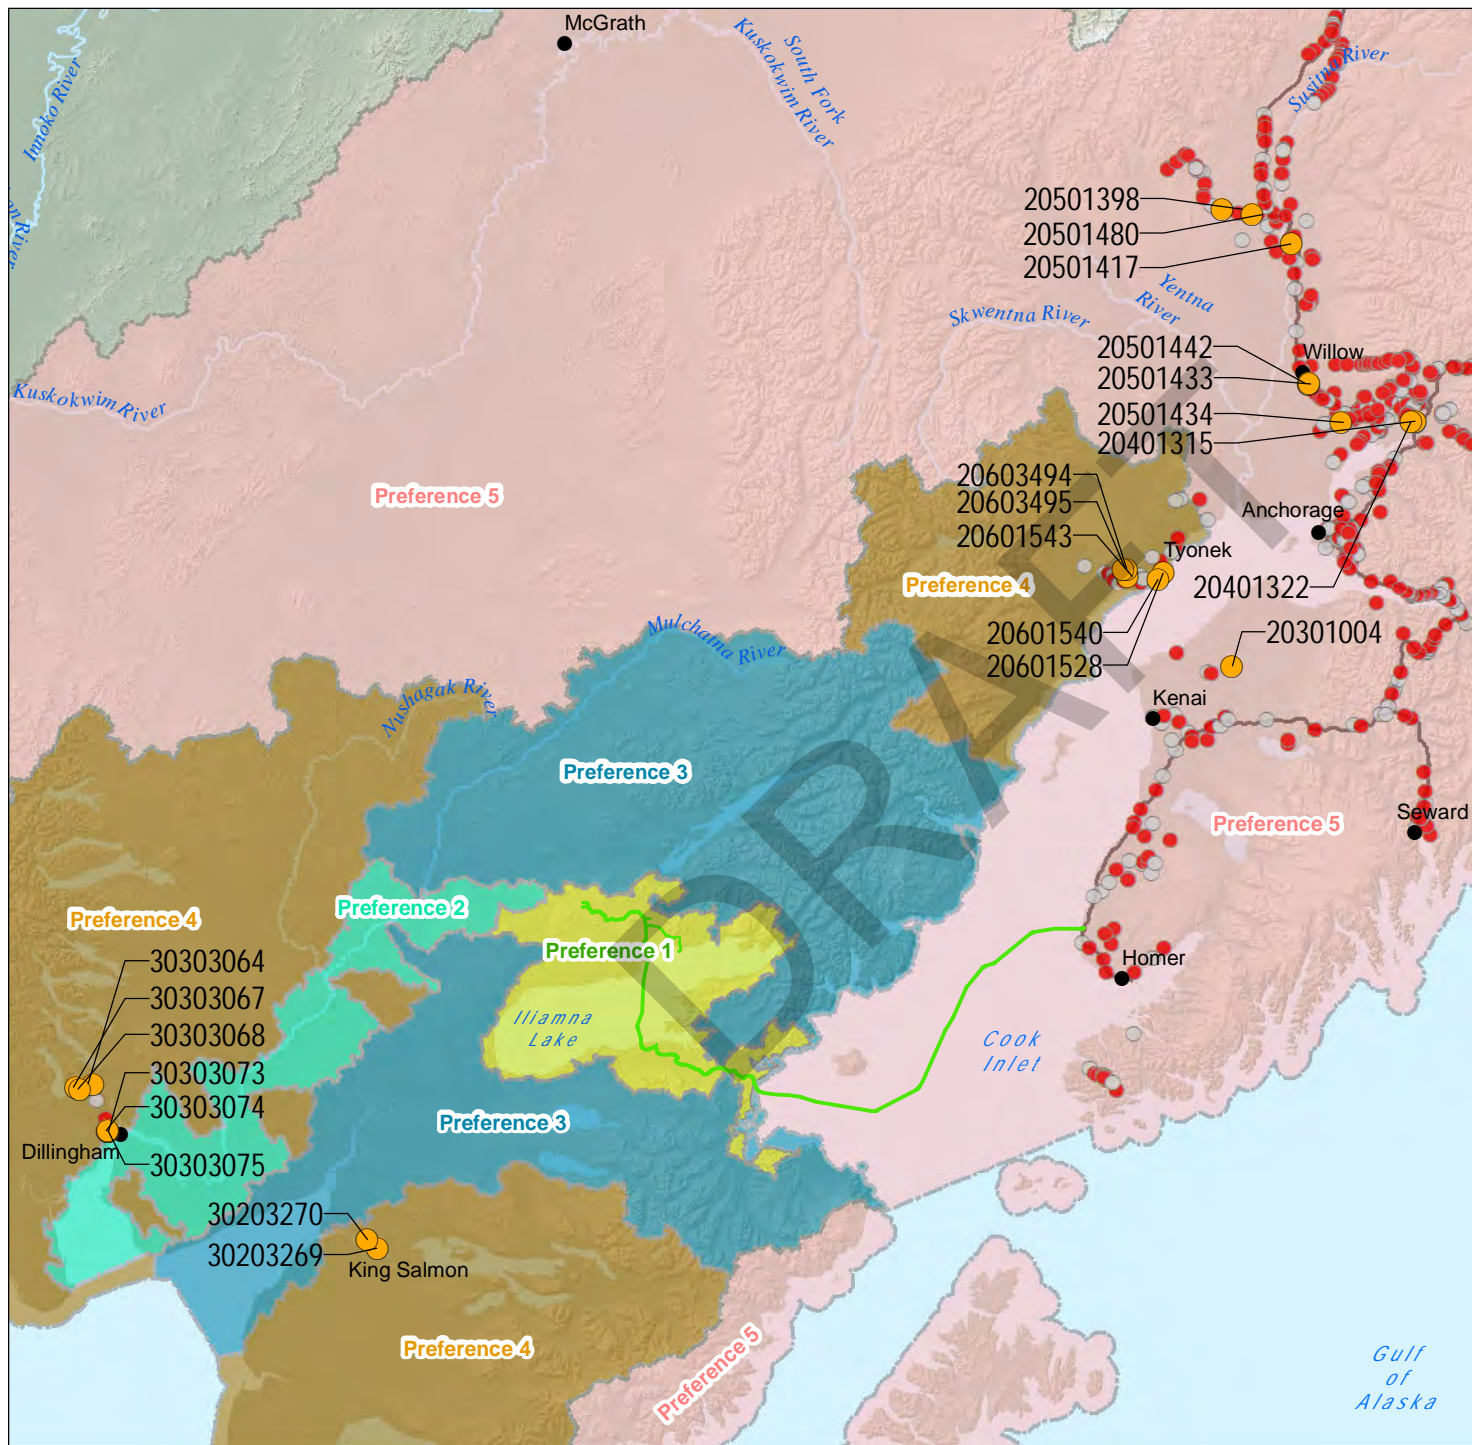 McGrath
Kuskokwim River
South Fork
Kuskokwim River
Innoko River
Susitna River
on River
20501398
20501480
20501417
Yentna
River
Skwentna River
20501442
Willow
20501433
Kuskokwim River
20501434
20401315
20603494
Preference 5
20603495
Anchorage
20601543
Tyonek
Preference 4
20401322
Mulchatna River
20601540
20301004
20601528
Nushagak River
Kenai
Preference 3
Seward
Preference 5
Preference 2
Preference 4
Preference 1
30303064
Homer
30303067
Iliamna
Lake
30303068
Cook
Inlet
30303073
30303074
Preference 3
Dillingham
30303075
30203270
30203269
King Salmon
Preference 4
Preference 5
Gulf
of
Alaska
DRAFT